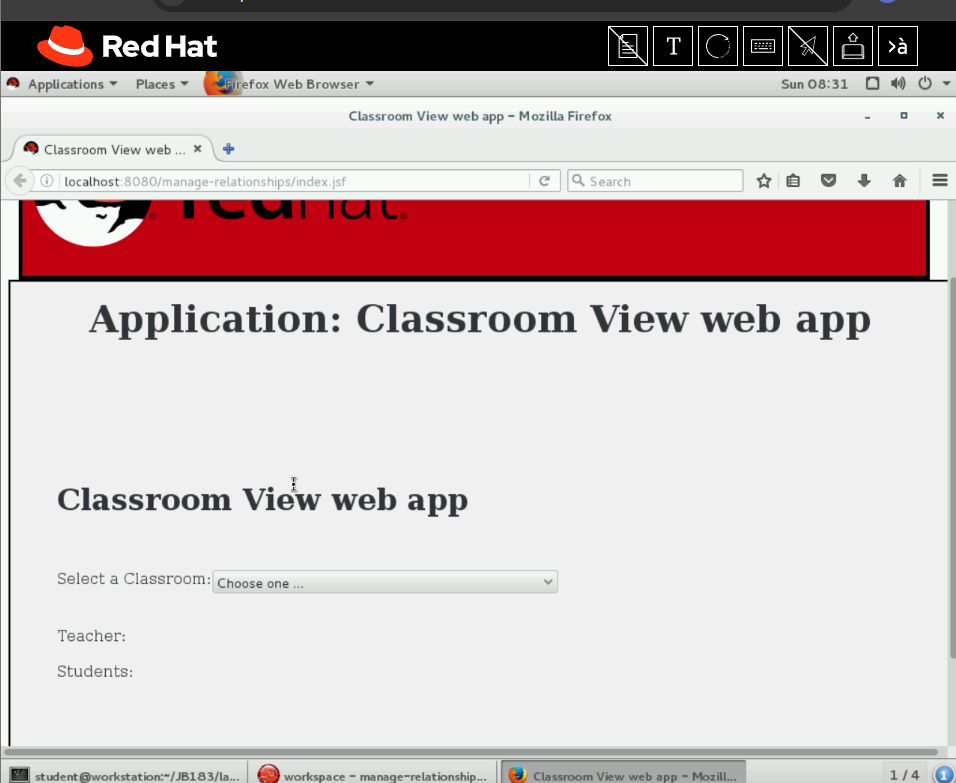 Red Hat
T
>à
Applications Places Firefox Web Browser Sun 08:31
Classroom View web app - Mozilla Firefox
Classroom View web ...
localhost:8080/manage-relationships/index.jsf Search
redhat.
Application: Classroom View web app
Classroom View web app
Select a Classroom: Choose one ...
Teacher:
Students:
student@workstation:~/JB183/la... workspace - manage-relationship... Classroom View web app - Mozill... 1 / 4 1